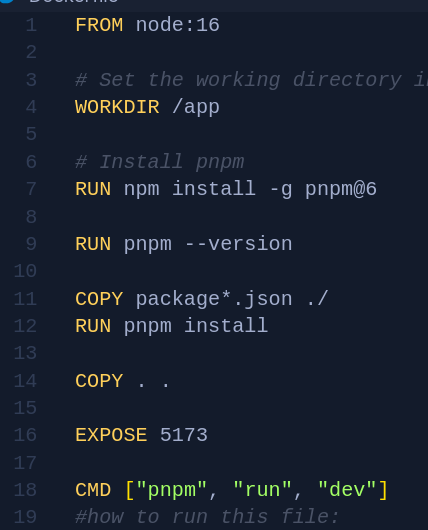 1 FROM node:16
2
3 # Set the working directory
4 WORKDIR /app
5
6 # Install pnpm
7 RUN npm install -g pnpm@6
8
9 RUN pnpm --version
10
11 COPY package*.json ./
12 RUN pnpm install
13
14 COPY . .
15
16 EXPOSE 5173
17
18 CMD ["pnpm", "run", "dev"]
19 #how to run this file: